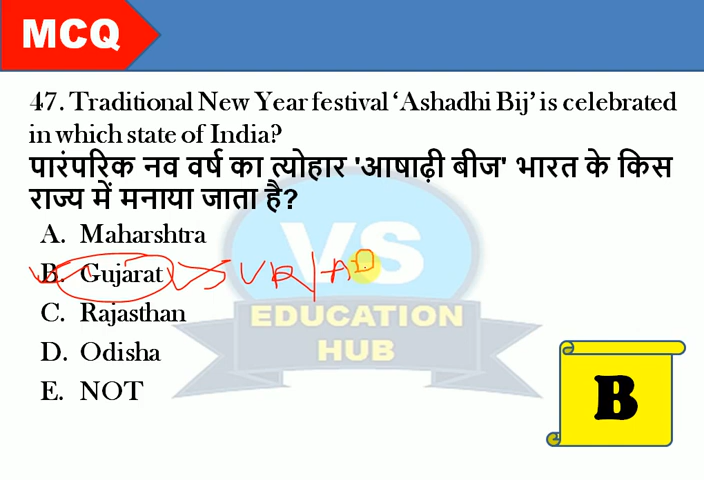 MCQ
47. Traditional New Year festival ‘Ashadhi Bij’ is celebrated
in which state of India?
पारंपरिक नव वर्ष का त्योहार 'आषाढ़ी बीज' भारत के किस
राज्य में मनाया जाता है?
A. Maharshtra
B. Gujarat
C. Rajasthan
D. Odisha
E. NOT
VS
EDUCATION
HUB
B